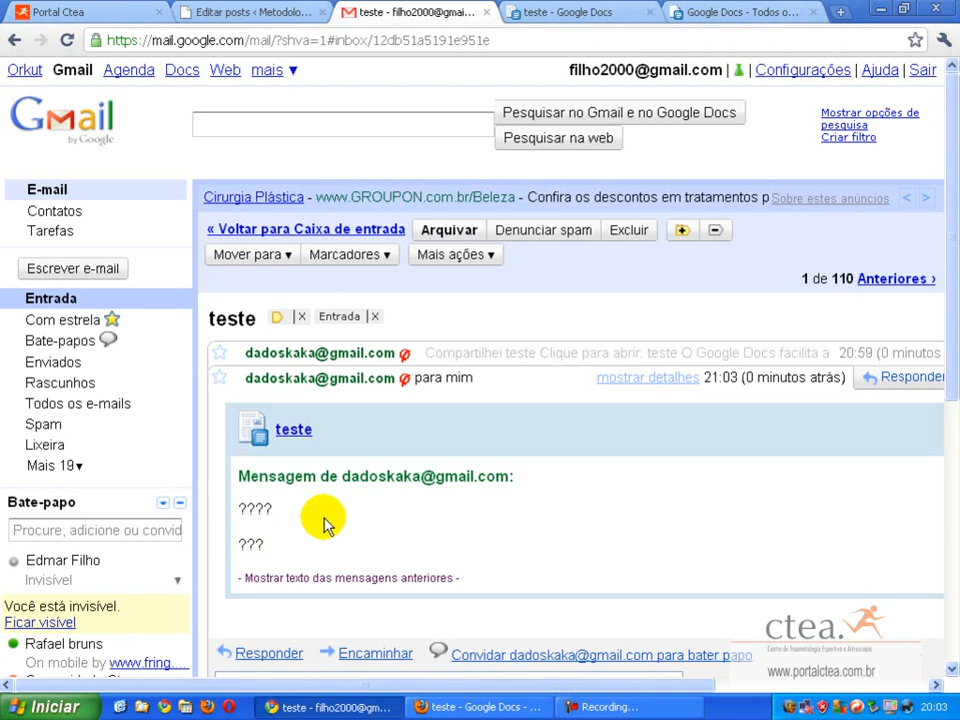 Portal Ctea
Editar posts ‹ Metodolo...
teste - filho2000@gmai...
teste - Google Docs
Google Docs - Todos o...
https://mail.google.com/mail/?shva=1#inbox/12db51a5191e951e
Orkut Gmail Agenda Docs Web mais ▼
filho2000@gmail.com | Configurações | Ajuda | Sair
Gmail
by Google
Pesquisar no Gmail e no Google Docs
Pesquisar na web
Mostrar opções de
pesquisa
Criar filtro
E-mail
Contatos
Tarefas
Escrever e-mail
Entrada
Com estrela
Bate-papos
Enviados
Rascunhos
Todos os e-mails
Spam
Lixeira
Mais 19▾
Bate-papo
Procure, adicione ou convid
Edmar Filho
Invisível
Você está invisível.
Ficar visível
Rafael bruns
On mobile by www.fring....
Cirurgia Plástica - www.GROUPON.com.br/Beleza - Confira os descontos em tratamentos p Sobre estes anúncios < >
« Voltar para Caixa de entrada Arquivar Denunciar spam Excluir
Mover para ▾ Marcadores ▾ Mais ações ▾
1 de 110 Anteriores ›
teste | X Entrada | X
dadoskaka@gmail.com Compartilhei teste Clique para abrir: teste O Google Docs facilita a 20:59 (0 minutos
dadoskaka@gmail.com para mim mostrar detalhes 21:03 (0 minutos atrás) Responder
teste
Mensagem de dadoskaka@gmail.com:
????
???
- Mostrar texto das mensagens anteriores -
Responder Encaminhar Convidar dadoskaka@gmail.com para bater papo
ctea.
Centro de Traumatologia Esportiva e Artroscopia
www.portalctea.com.br
Iniciar
teste - filho2000@gm...
teste - Google Docs - ...
Recording...
20:03